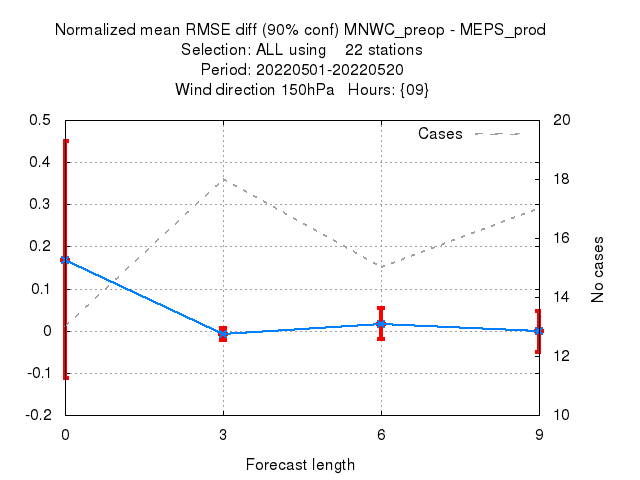 Normalized mean RMSE diff (90% conf) MNWC_preop - MEPS_prod
Selection: ALL using 22 stations
Period: 20220501-20220520
Wind direction 150hPa Hours: {09}
Cases
0.5
0.4
0.3
0.2
0.1
0
-0.1
-0.2
20
18
16
14
12
10
No cases
0 3 6 9
Forecast length